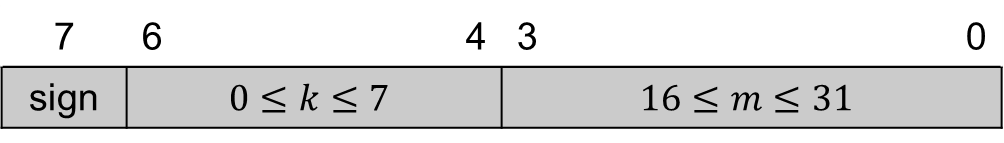 7 6 4 3 0
sign 0 ≤ k ≤ 7 16 ≤ m ≤ 31